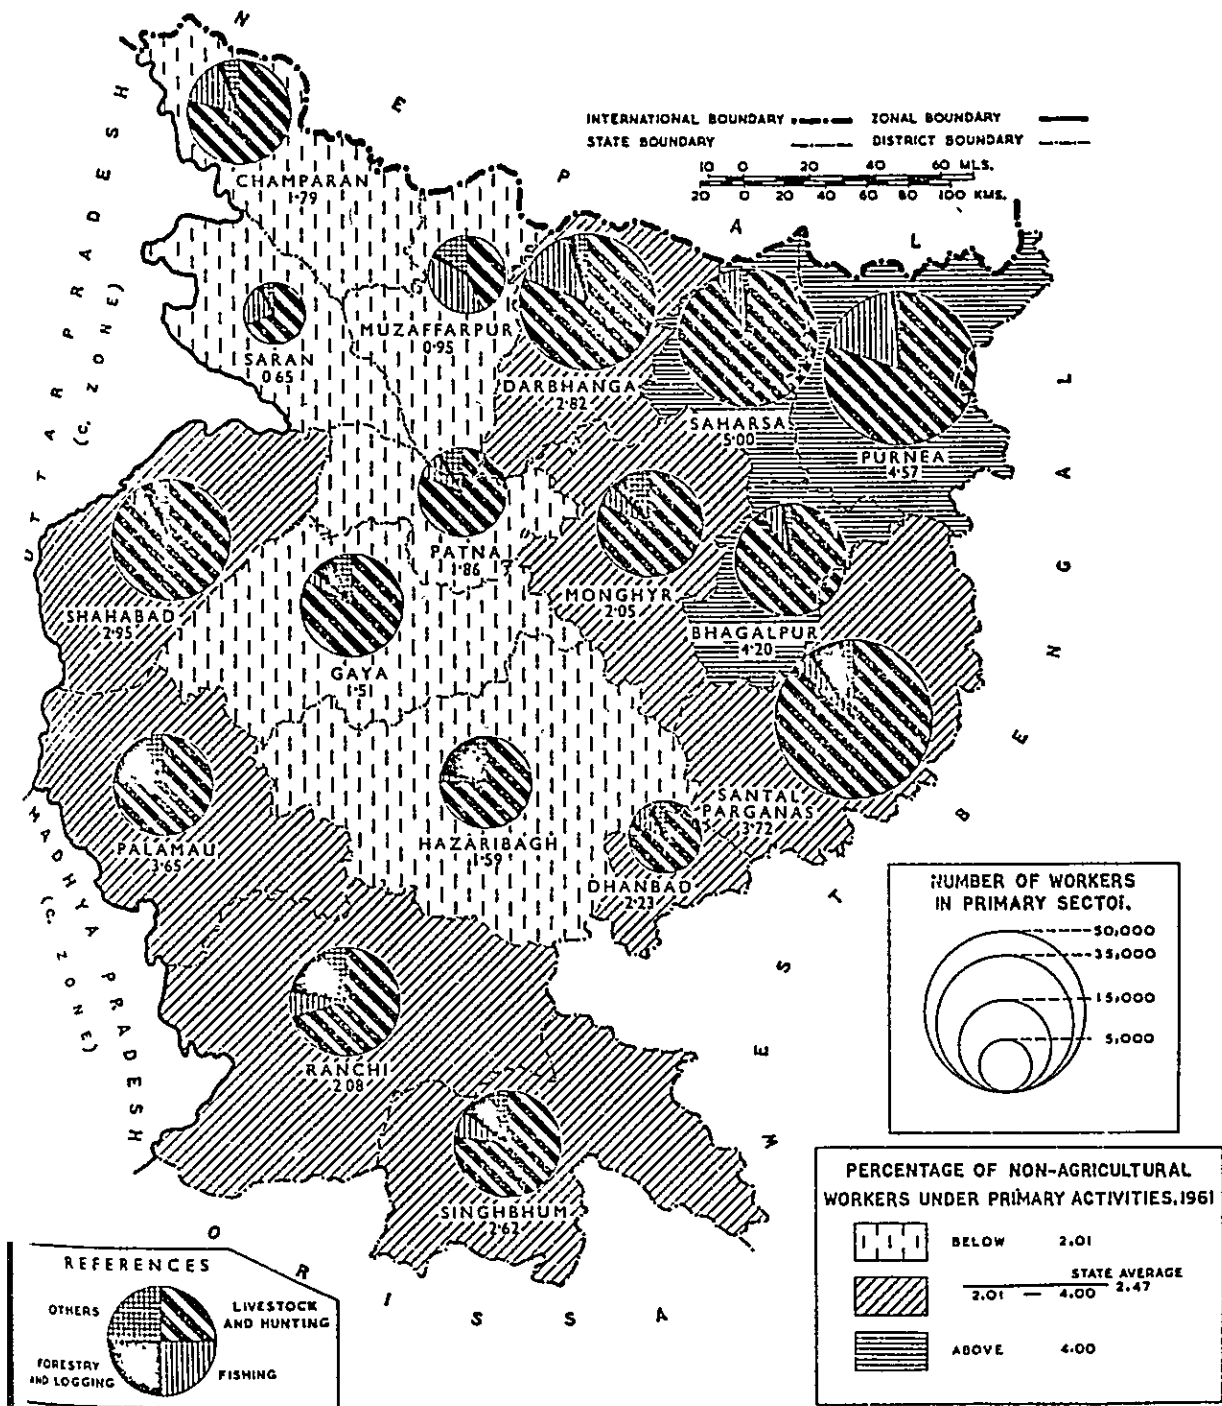 N E P A L
INTERNATIONAL BOUNDARY
ZONAL BOUNDARY
STATE BOUNDARY
DISTRICT BOUNDARY
10 0 20 40 60 MLS.
20 0 20 40 60 80 100 KMS.
UTTAR PRADESH
(C. ZONE)
CHAMPARAN
1·79
SARAN
0·65
MUZAFFARPUR
0·95
DARBHANGA
2·82
SAHARSA
5·00
PURNEA
4·57
SHAHABAD
2·95
PATNA
1·86
GAYA
1·51
MONGHYR
2·05
BHAGALPUR
4·20
SANTAL
PARGANAS
3·72
PALAMAU
3·65
HAZARIBAGH
1·59
DHANBAD
2·23
RANCHI
2·08
SINGHBHUM
2·62
MADHYA PRADESH
(C. ZONE)
WEST BENGAL
ORISSA
NUMBER OF WORKERS
IN PRIMARY SECTOR.
50,000
35,000
15,000
5,000
PERCENTAGE OF NON-AGRICULTURAL
WORKERS UNDER PRIMARY ACTIVITIES,1961
BELOW 2.01
STATE AVERAGE
2.01 — 4.00 2.47
ABOVE 4.00
REFERENCES
OTHERS
LIVESTOCK
AND HUNTING
FORESTRY
AND LOGGING
FISHING